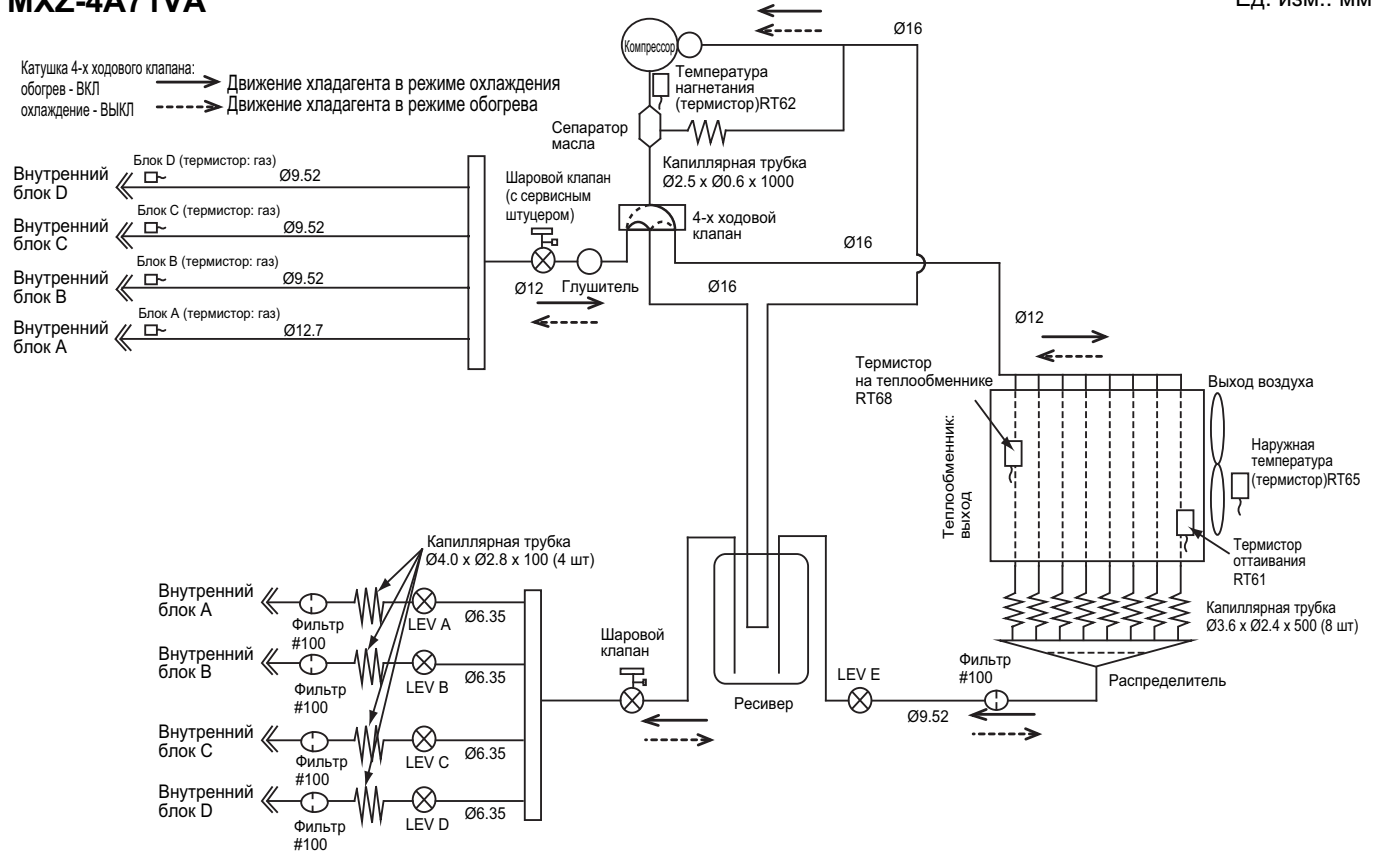 MXZ-4A71VA
Ед. изм.: мм
Катушка 4-х ходового клапана:
обогрев - ВКЛ
охлаждение - ВЫКЛ
Движение хладагента в режиме охлаждения
Движение хладагента в режиме обогрева
Компрессор
Ø16
Температура
нагнетания
(термистор)RT62
Сепаратор
масла
Капиллярная трубка
Ø2.5 x Ø0.6 x 1000
4-х ходовой
клапан
Внутренний
блок D
Блок D (термистор: газ)
Ø9.52
Внутренний
блок C
Блок C (термистор: газ)
Ø9.52
Внутренний
блок B
Блок B (термистор: газ)
Ø9.52
Внутренний
блок A
Блок A (термистор: газ)
Ø12.7
Шаровой клапан
(с сервисным
штуцером)
Ø12
Глушитель
Ø16
Ø16
Ø12
Термистор
на теплообменнике
RT68
Выход воздуха
Теплообменник:
выход
Наружная
температура
(термистор)RT65
Термистор
оттаивания
RT61
Капиллярная трубка
Ø3.6 x Ø2.4 x 500 (8 шт)
Распределитель
Фильтр
#100
Ø9.52
LEV E
Ресивер
Шаровой
клапан
Капиллярная трубка
Ø4.0 x Ø2.8 x 100 (4 шт)
Внутренний
блок A
Фильтр
#100
LEV A
Ø6.35
Внутренний
блок B
Фильтр
#100
LEV B
Ø6.35
Внутренний
блок C
Фильтр
#100
LEV C
Ø6.35
Внутренний
блок D
Фильтр
#100
LEV D
Ø6.35